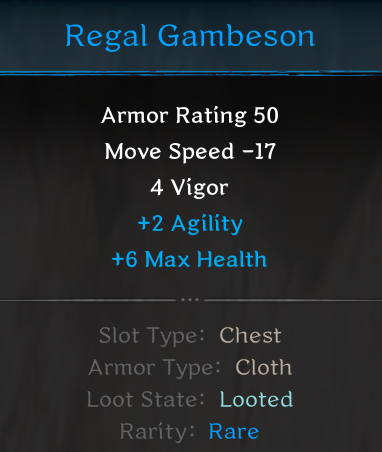 Regal Gambeson
Armor Rating 50
Move Speed -17
4 Vigor
+2 Agility
+6 Max Health
Slot Type: Chest
Armor Type: Cloth
Loot State: Looted
Rarity: Rare